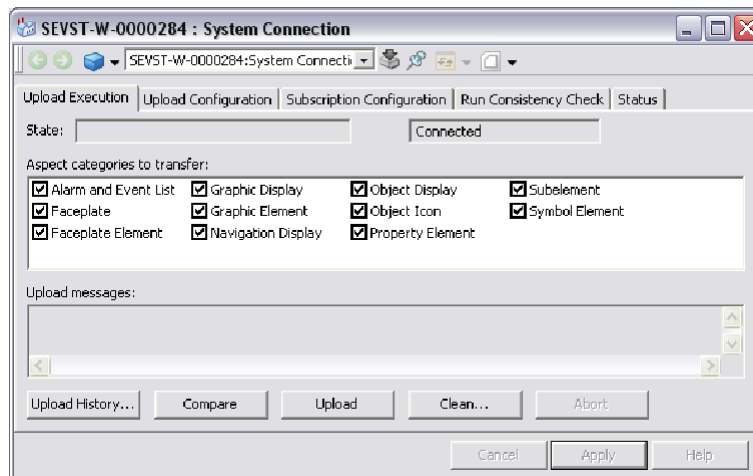 SEVST-W-0000284 : System Connection
SEVST-W-0000284:System Connecti
Upload Execution Upload Configuration Subscription Configuration Run Consistency Check Status
State: Connected
Aspect categories to transfer:
Alarm and Event List Graphic Display Object Display Subelement
Faceplate Graphic Element Object Icon Symbol Element
Faceplate Element Navigation Display Property Element
Upload messages:
Upload History... Compare Upload Clean... Abort
Cancel Apply Help